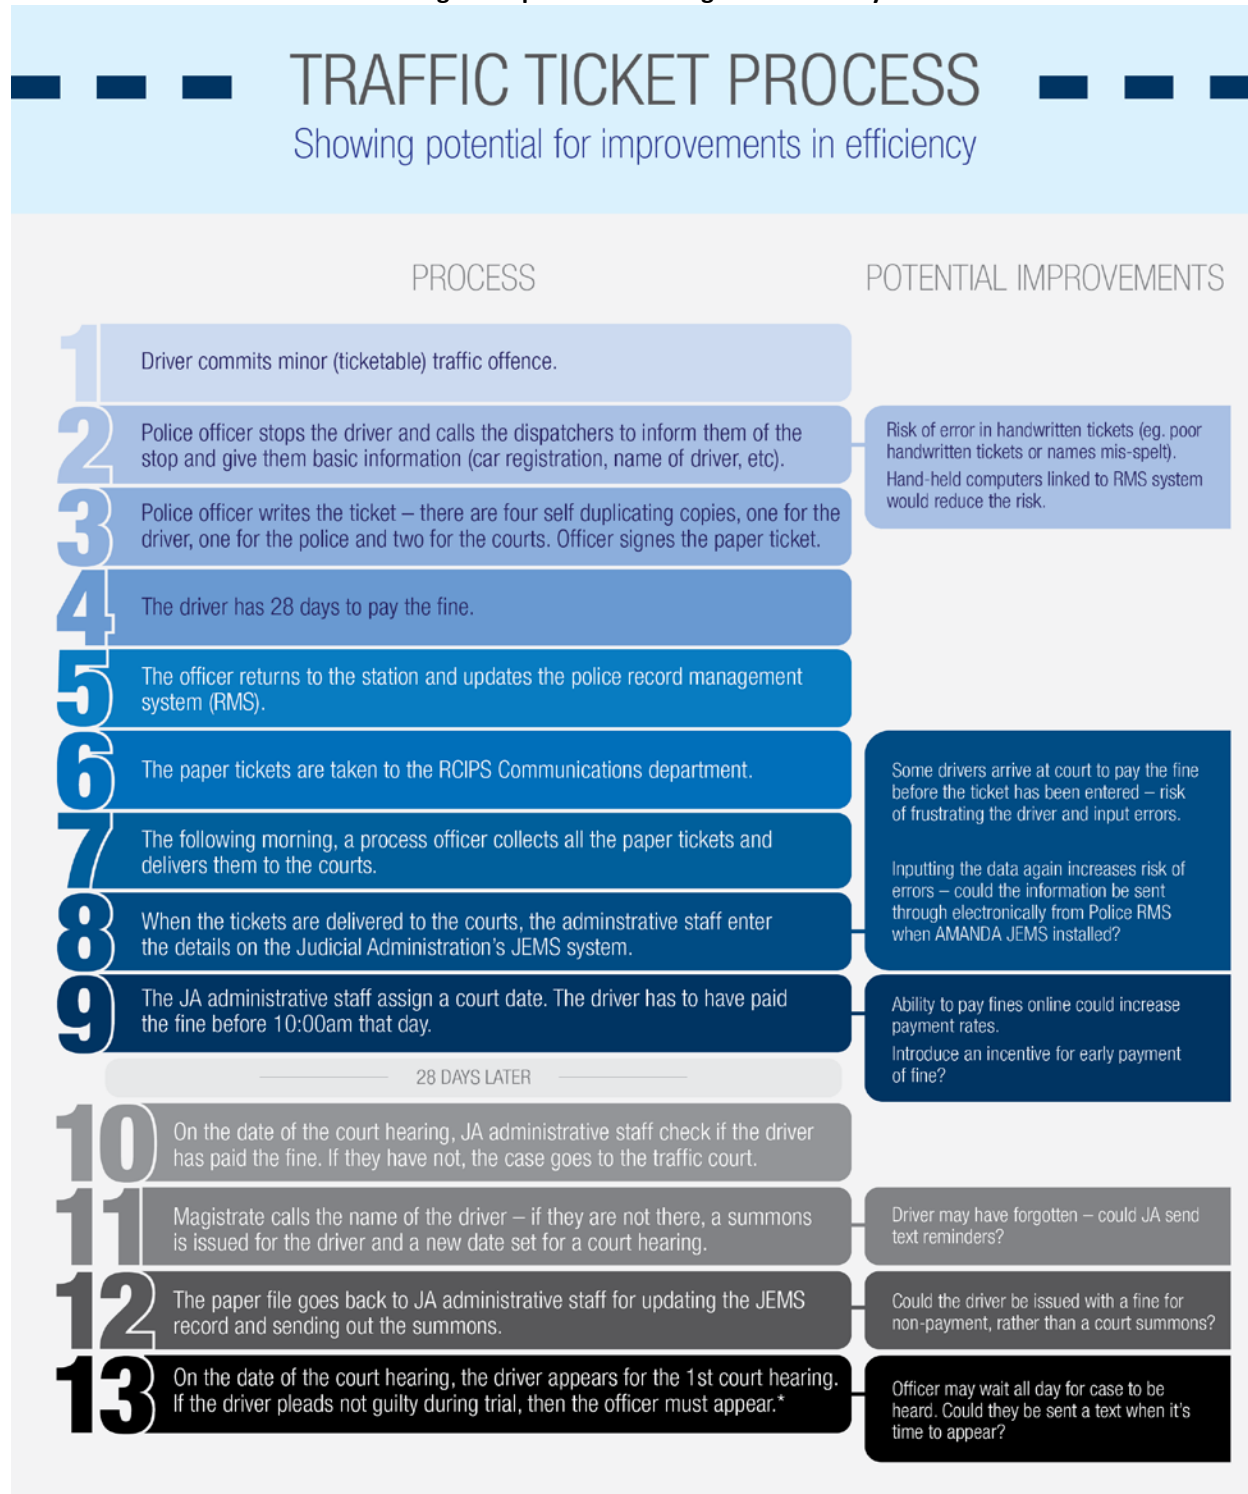 TRAFFIC TICKET PROCESS
Showing potential for improvements in efficiency
PROCESS
POTENTIAL IMPROVEMENTS
1
Driver commits minor (ticketable) traffic offence.
2
Police officer stops the driver and calls the dispatchers to inform them of the
stop and give them basic information (car registration, name of driver, etc).
Risk of error in handwritten tickets (eg. poor
handwritten tickets or names mis-spelt).
Hand-held computers linked to RMS system
would reduce the risk.
3
Police officer writes the ticket – there are four self duplicating copies, one for the
driver, one for the police and two for the courts. Officer signes the paper ticket.
4
The driver has 28 days to pay the fine.
5
The officer returns to the station and updates the police record management
system (RMS).
6
The paper tickets are taken to the RCIPS Communications department.
7
The following morning, a process officer collects all the paper tickets and
delivers them to the courts.
8
When the tickets are delivered to the courts, the adminstrative staff enter
the details on the Judicial Administration's JEMS system.
Some drivers arrive at court to pay the fine
before the ticket has been entered – risk
of frustrating the driver and input errors.
Inputting the data again increases risk of
errors – could the information be sent
through electronically from Police RMS
when AMANDA JEMS installed?
9
The JA administrative staff assign a court date. The driver has to have paid
the fine before 10:00am that day.
Ability to pay fines online could increase
payment rates.
Introduce an incentive for early payment
of fine?
28 DAYS LATER
10
On the date of the court hearing, JA administrative staff check if the driver
has paid the fine. If they have not, the case goes to the traffic court.
11
Magistrate calls the name of the driver – if they are not there, a summons
is issued for the driver and a new date set for a court hearing.
Driver may have forgotten – could JA send
text reminders?
12
The paper file goes back to JA administrative staff for updating the JEMS
record and sending out the summons.
Could the driver be issued with a fine for
non-payment, rather than a court summons?
13
On the date of the court hearing, the driver appears for the 1st court hearing.
If the driver pleads not guilty during trial, then the officer must appear.*
Officer may wait all day for case to be
heard. Could they be sent a text when it's
time to appear?